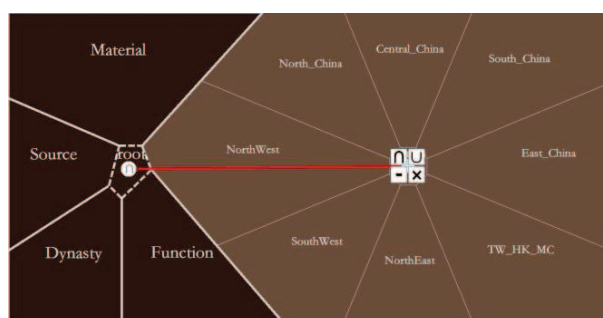 Material
Central_China
North_China
South_China
Source
root
NorthWest
East_China
n
∩ ∪
- ×
SouthWest
TW_HK_MC
Dynasty
Function
NorthEast